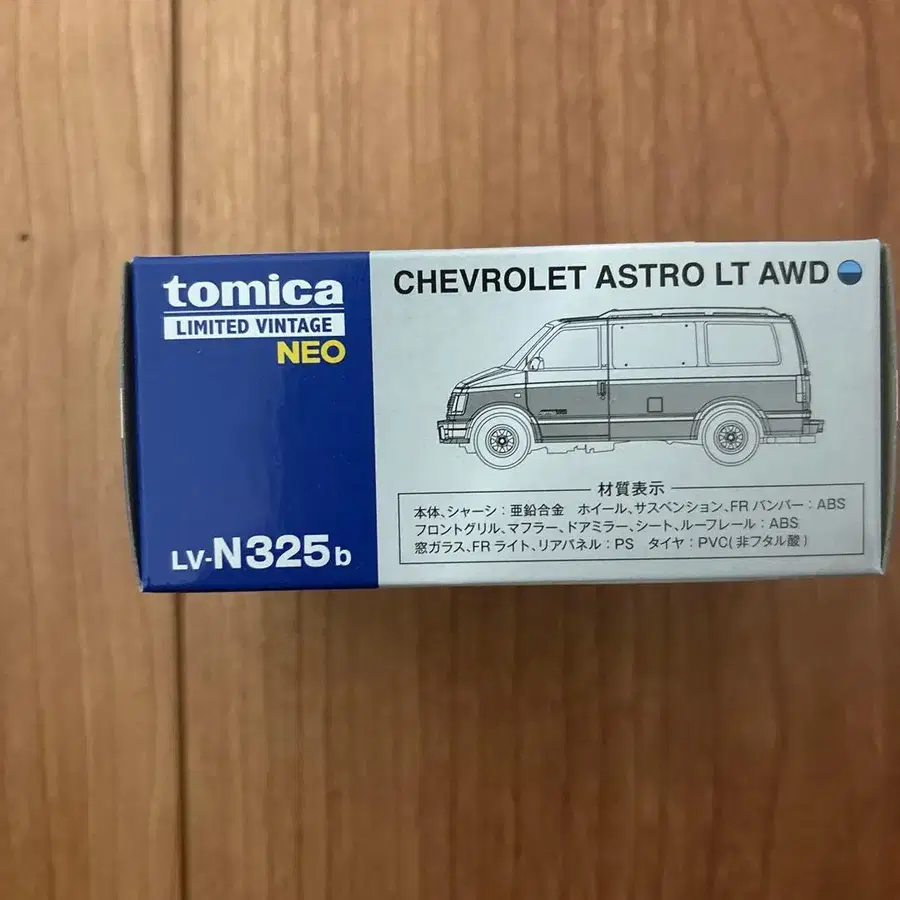 tomica
LIMITED VINTAGE
NEO
LV-N325b
CHEVROLET ASTRO LT AWD
材質表示
本体、シャーシ：亜鉛合金　ホイール、サスペンション、FRバンパー：ABS
フロントグリル、マフラー、ドアミラー、シート、ルーフレール：ABS
窓ガラス、FRライト、リアパネル：PS　タイヤ：PVC(非フタル酸)